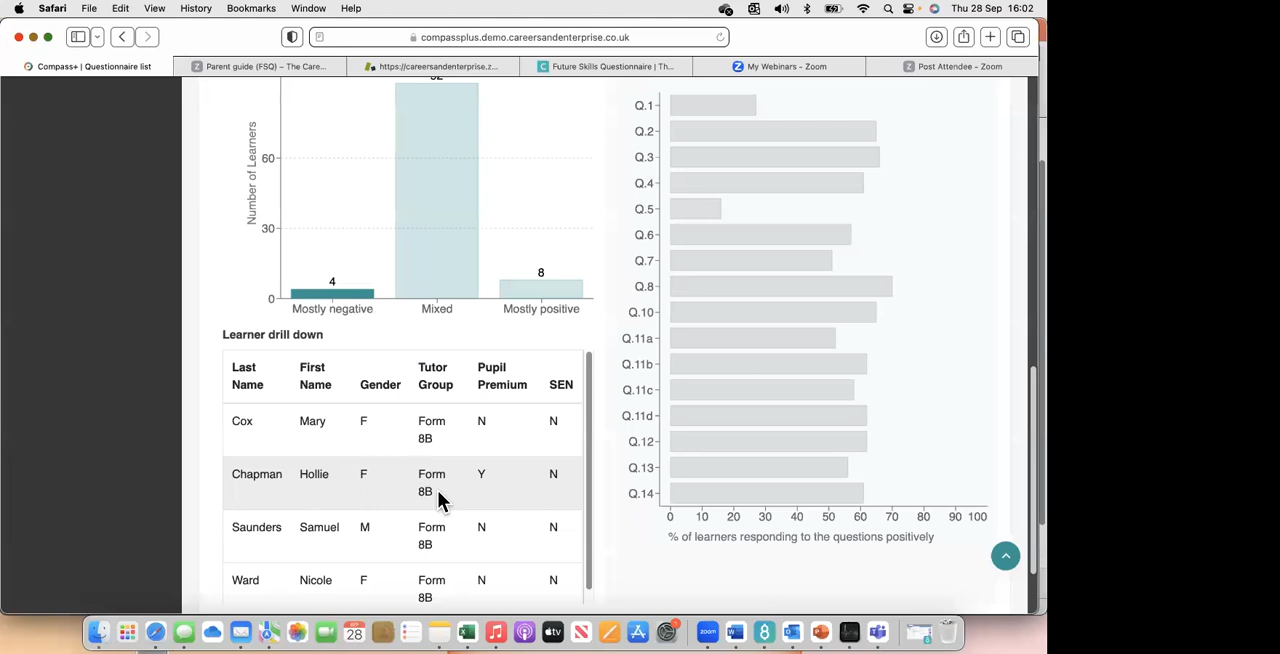 Safari File Edit View History Bookmarks Window Help Thu 28 Sep 16:02
compassplus.demo.careersandenterprise.co.uk
Compass+ | Questionnaire list
Parent guide (FSQ) – The Care...
https://careersandenterprise.z...
Future Skills Questionnaire | Th...
My Webinars - Zoom
Post Attendee - Zoom
Number of Learners
60
30
0
4
8
Mostly negative Mixed Mostly positive
Learner drill down
Last Name First Name Gender Tutor Group Pupil Premium SEN
Cox Mary F Form 8B N N
Chapman Hollie F Form 8B Y N
Saunders Samuel M Form 8B N N
Ward Nicole F Form 8B N N
Q.1
Q.2
Q.3
Q.4
Q.5
Q.6
Q.7
Q.8
Q.10
Q.11a
Q.11b
Q.11c
Q.11d
Q.12
Q.13
Q.14
0 10 20 30 40 50 60 70 80 90 100
% of learners responding to the questions positively
SEP
28
tv
zoom